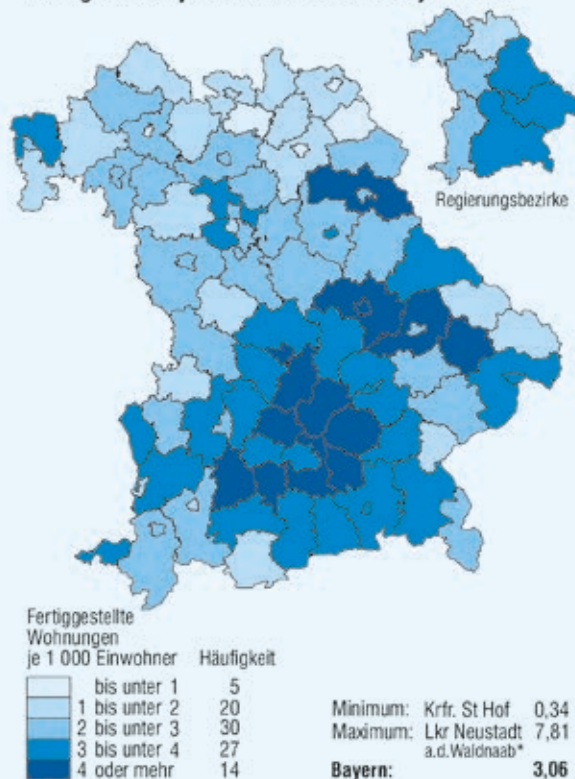 Regierungsbezirke
Fertiggestellte
Wohnungen
je 1 000 Einwohner Häufigkeit
bis unter 1 5
1 bis unter 2 20
2 bis unter 3 30
3 bis unter 4 27
4 oder mehr 14
Minimum: Krfr. St Hof 0,34
Maximum: Lkr Neustadt 7,81
a.d.Waldnaab*
Bayern: 3,06